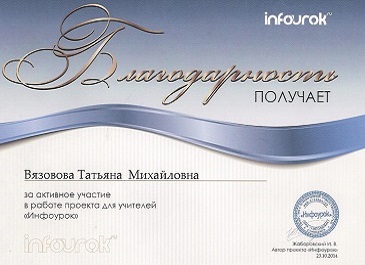 infourok
Благодарность
ПОЛУЧАЕТ
Вязовова Татьяна Михайловна
за активное участие
в работе проекта для учителей
«Инфоурок»
infourok
Инфоурок
Жаборовский И. В.
Автор проекта «Инфоурок»
23.10.2014